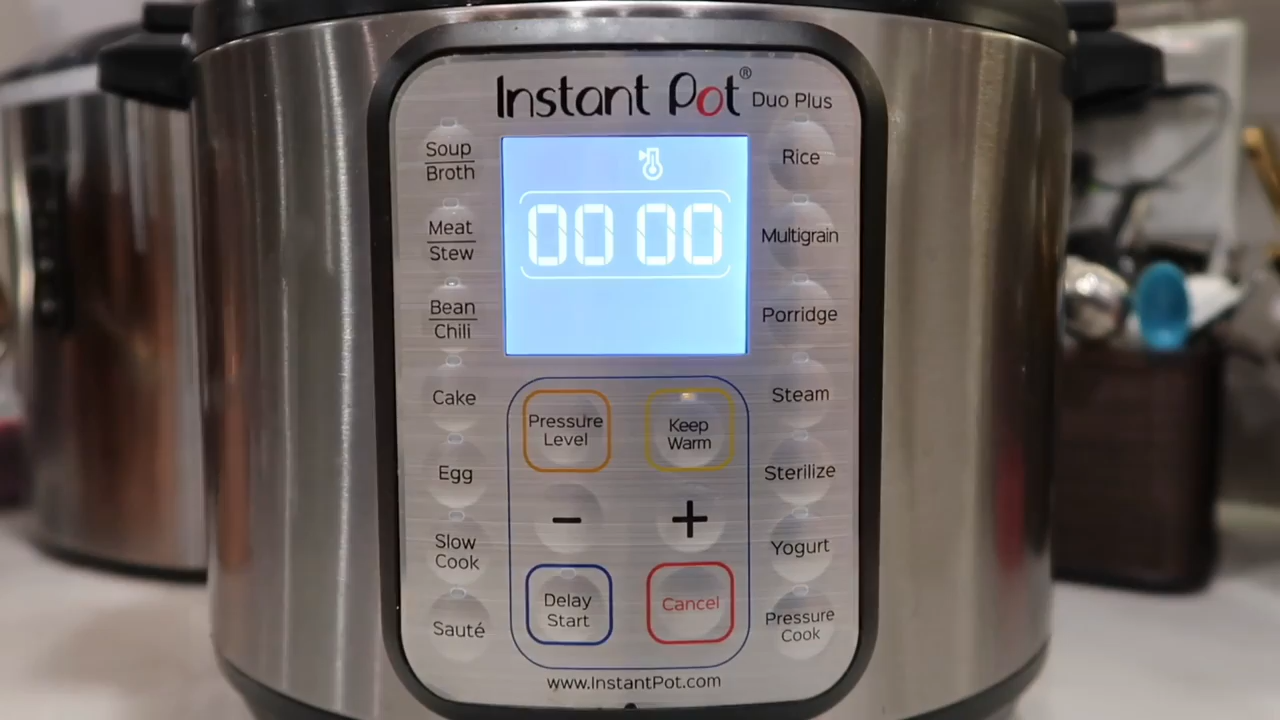 Instant Pot® Duo Plus
Soup
Broth
Meat
Stew
Bean
Chili
Cake
Egg
Slow
Cook
Sauté
00 00
Pressure
Level
Keep
Warm
− +
Delay
Start
Cancel
Rice
Multigrain
Porridge
Steam
Sterilize
Yogurt
Pressure
Cook
www.InstantPot.com